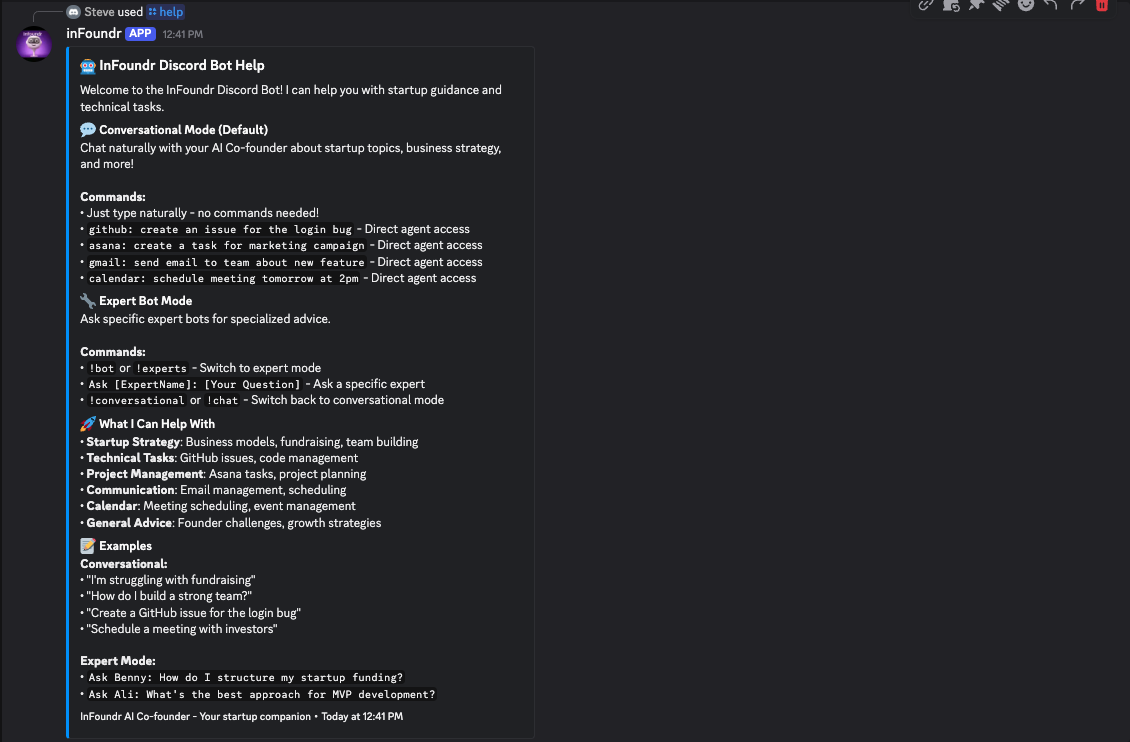 Steve used help
inFoundr APP 12:41 PM
InFoundr Discord Bot Help
Welcome to the InFoundr Discord Bot! I can help you with startup guidance and
technical tasks.
Conversational Mode (Default)
Chat naturally with your AI Co-founder about startup topics, business strategy,
and more!
Commands:
• Just type naturally - no commands needed!
• github: create an issue for the login bug - Direct agent access
• asana: create a task for marketing campaign - Direct agent access
• gmail: send email to team about new feature - Direct agent access
• calendar: schedule meeting tomorrow at 2pm - Direct agent access
Expert Bot Mode
Ask specific expert bots for specialized advice.
Commands:
• !bot or !experts - Switch to expert mode
• Ask [ExpertName]: [Your Question] - Ask a specific expert
• !conversational or !chat - Switch back to conversational mode
What I Can Help With
• Startup Strategy: Business models, fundraising, team building
• Technical Tasks: GitHub issues, code management
• Project Management: Asana tasks, project planning
• Communication: Email management, scheduling
• Calendar: Meeting scheduling, event management
• General Advice: Founder challenges, growth strategies
Examples
Conversational:
• "I'm struggling with fundraising"
• "How do I build a strong team?"
• "Create a GitHub issue for the login bug"
• "Schedule a meeting with investors"
Expert Mode:
• Ask Benny: How do I structure my startup funding?
• Ask Ali: What's the best approach for MVP development?
InFoundr AI Co-founder - Your startup companion • Today at 12:41 PM